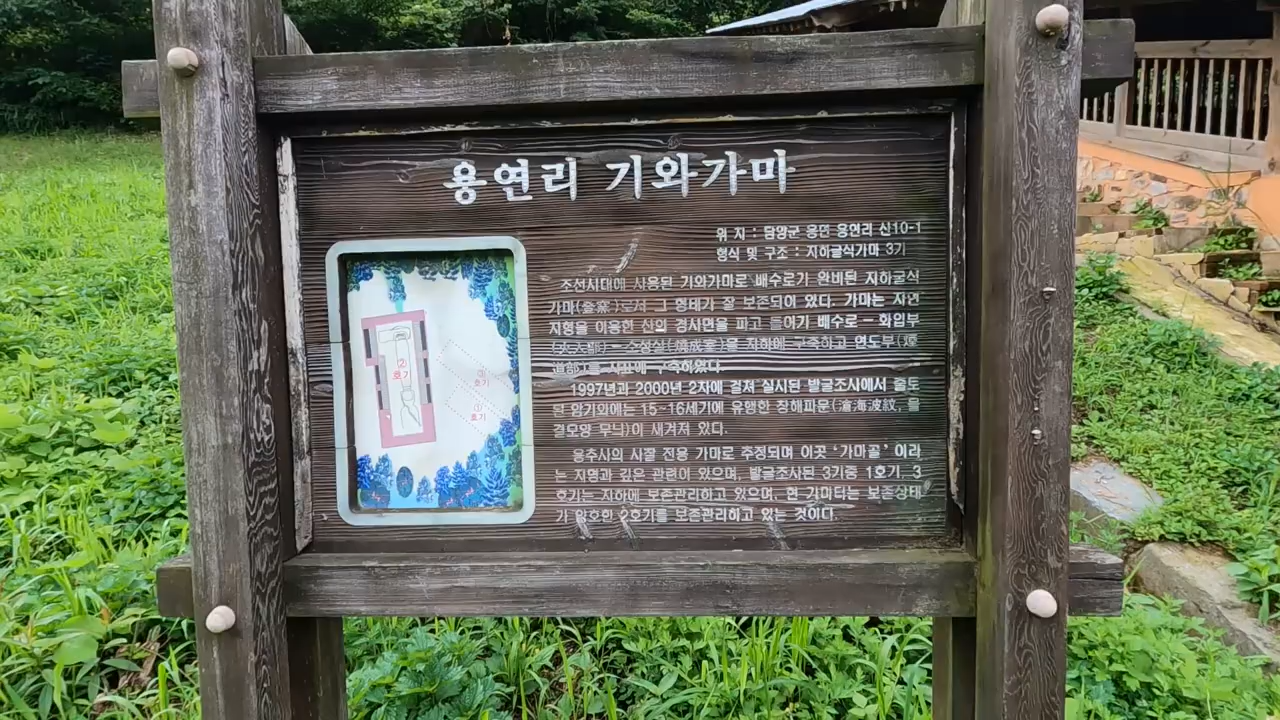 용연리 기와가마
위 치 : 담양군 용면 용연리 산10-1
형식 및 구조 : 지하굴식가마 3기
조선시대에 사용된 기와가마로 배수로가 완비된 지하굴식
가마(窯)로서 그 형태가 잘 보존되어 있다. 가마는 자연
지형을 이용한 산의 경사면을 파고 들어가 배수로 - 화입부
- 소성실(燒成室)을 지하에 구축하고 연도부(煙
道部)를 지표에 구축하였다.
1997년과 2000년 2차에 걸쳐 실시된 발굴조사에서 출토
된 암기와에는 15~16세기에 유행한 창해파문(滄海波紋, 물
결모양 무늬)이 새겨져 있다.
용추사의 사찰 전용 가마로 추정되며 이곳 '가마골' 이라
는 지형과 깊은 관련이 있으며, 발굴조사된 3기중 1호기, 3
호기는 지하에 보존관리하고 있으며, 현 가마터는 보존상태
가 양호한 2호기를 보존관리하고 있는 것이다.
②
호기
③
호기
①
호기